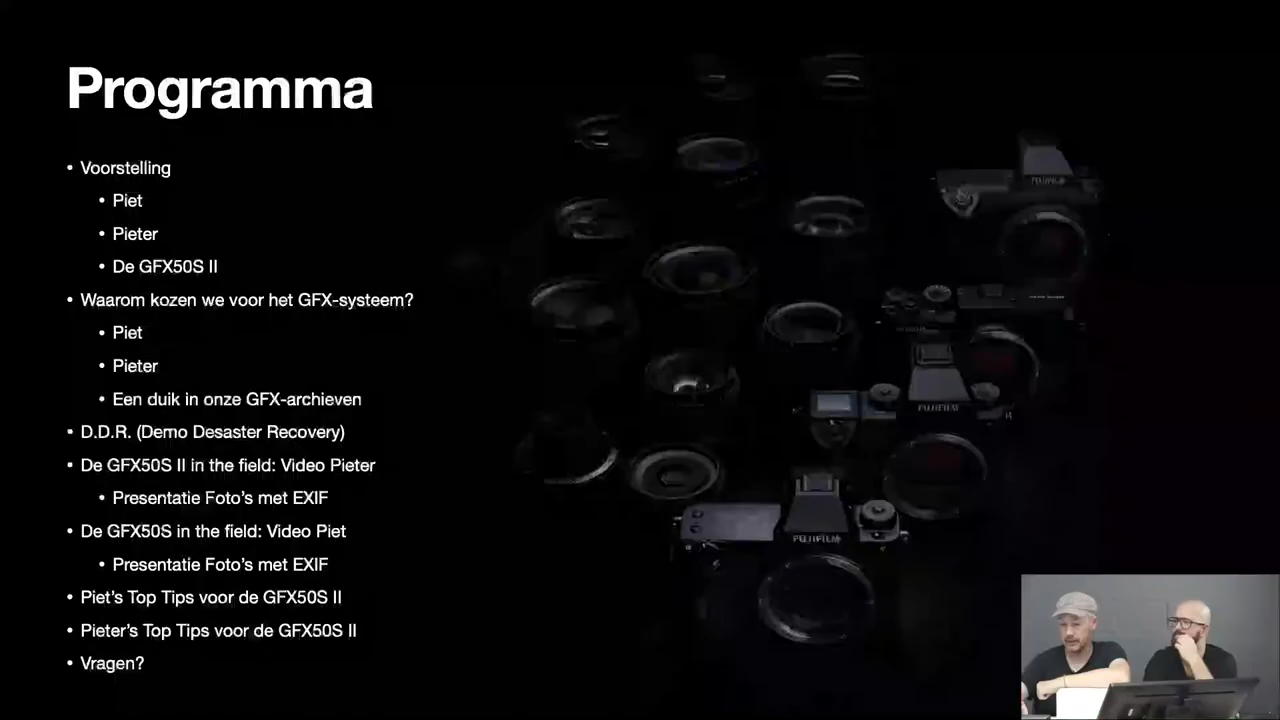 Programma
• Voorstelling
• Piet
• Pieter
• De GFX50S II
• Waarom kozen we voor het GFX-systeem?
• Piet
• Pieter
• Een duik in onze GFX-archieven
• D.D.R. (Demo Desaster Recovery)
• De GFX50S II in the field: Video Pieter
• Presentatie Foto's met EXIF
• De GFX50S in the field: Video Piet
• Presentatie Foto's met EXIF
• Piet's Top Tips voor de GFX50S II
• Pieter's Top Tips voor de GFX50S II
• Vragen?
FUJIFILM
FUJIFILM
FUJIFILM